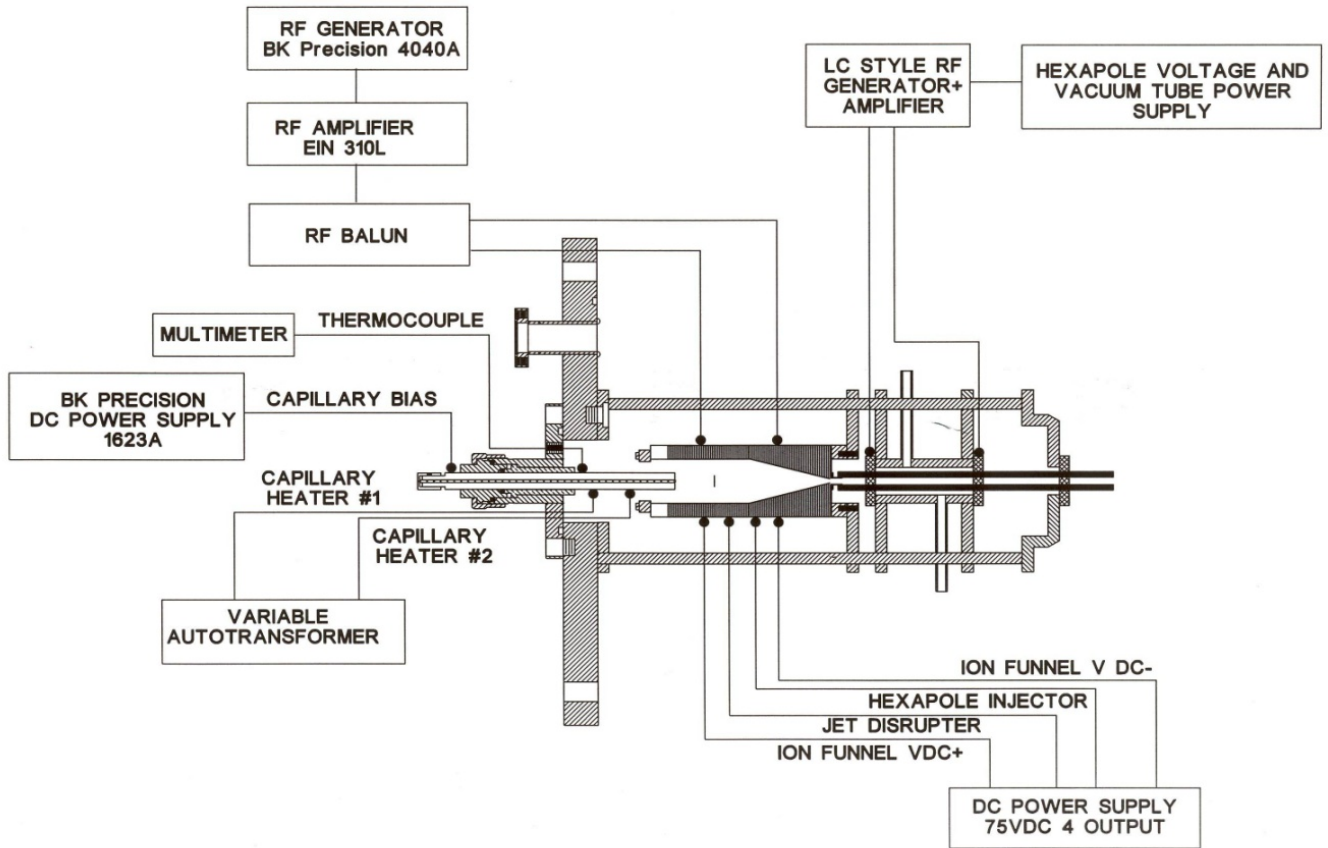 RF GENERATOR
BK Precision 4040A
RF AMPLIFIER
EIN 310L
RF BALUN
LC STYLE RF
GENERATOR+
AMPLIFIER
HEXAPOLE VOLTAGE AND
VACUUM TUBE POWER
SUPPLY
MULTIMETER
THERMOCOUPLE
BK PRECISION
DC POWER SUPPLY
1623A
CAPILLARY BIAS
CAPILLARY
HEATER #1
CAPILLARY
HEATER #2
VARIABLE
AUTOTRANSFORMER
ION FUNNEL V DC-
HEXAPOLE INJECTOR
JET DISRUPTER
ION FUNNEL VDC+
DC POWER SUPPLY
75VDC 4 OUTPUT